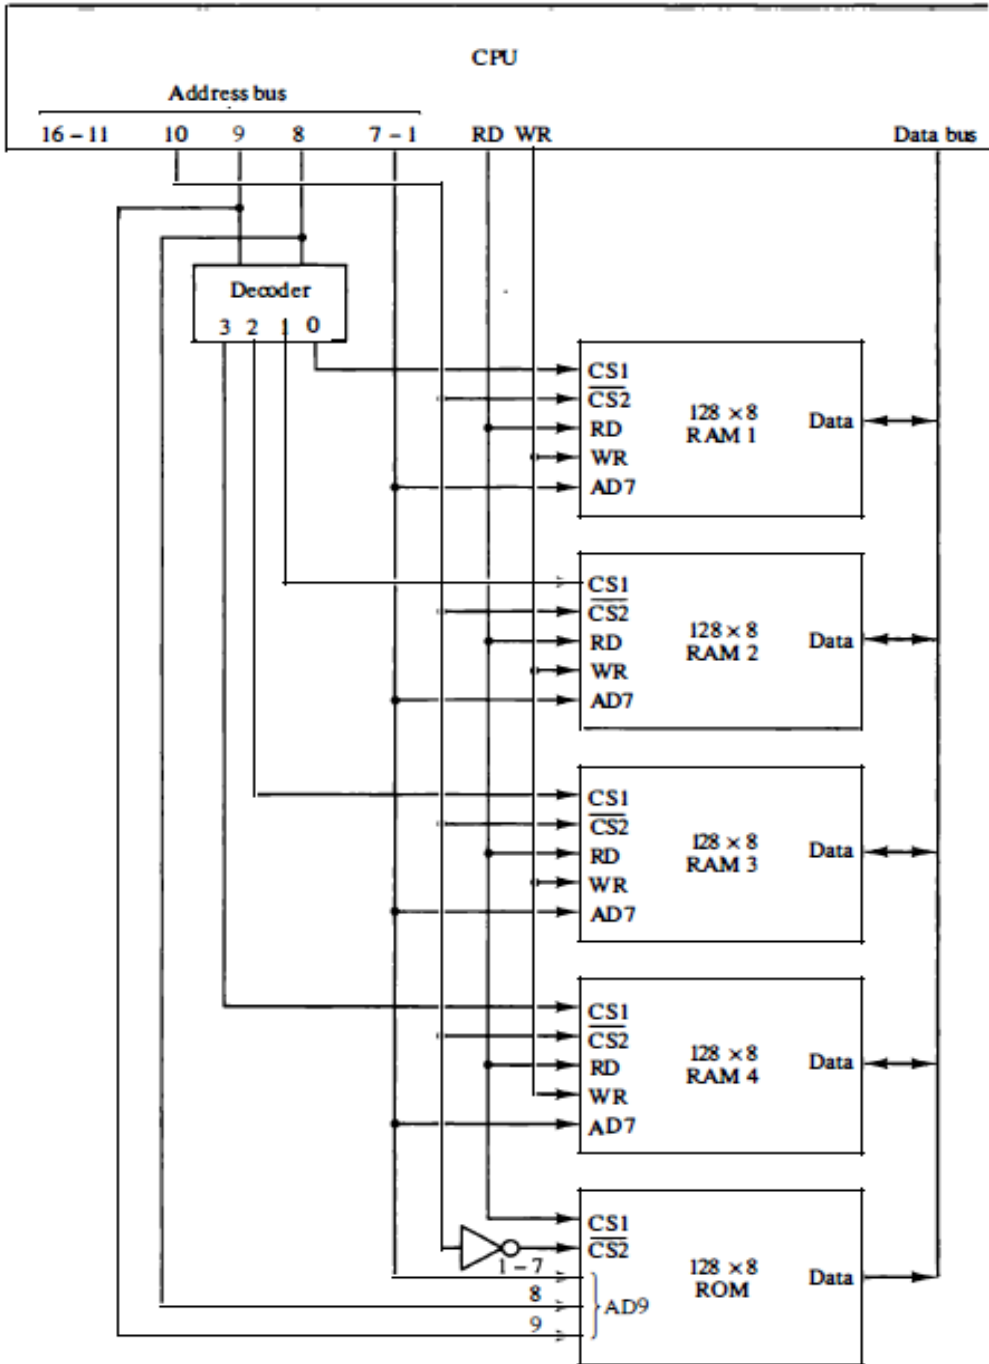 CPU
Address bus
16 – 11 10 9 8 7 – 1 RD WR Data bus
Decoder
3 2 1 0
CS1
CS2
RD
WR
AD7
128 × 8
RAM 1
Data
CS1
CS2
RD
WR
AD7
128 × 8
RAM 2
Data
CS1
CS2
RD
WR
AD7
128 × 8
RAM 3
Data
CS1
CS2
RD
WR
AD7
128 × 8
RAM 4
Data
CS1
CS2
1 – 7
8
9
AD9
128 × 8
ROM
Data